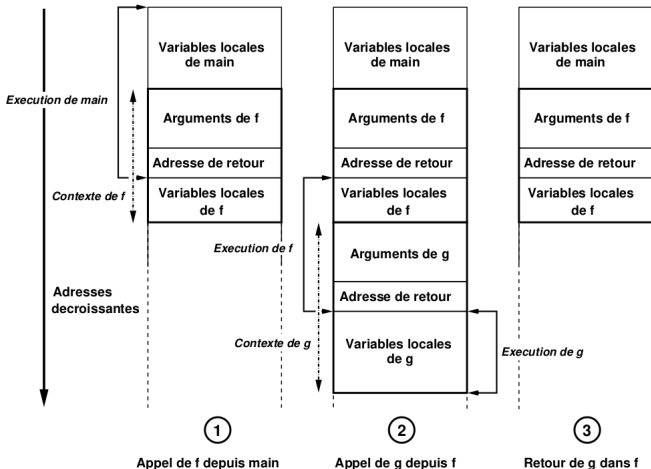 Variables locales
de main
Execution de main
Arguments de f
Adresse de retour
Contexte de f
Variables locales
de f
Adresses
decroissantes
1
Appel de f depuis main
Variables locales
de main
Arguments de f
Adresse de retour
Variables locales
de f
Execution de f
Arguments de g
Adresse de retour
Contexte de g
Variables locales
de g
Execution de g
2
Appel de g depuis f
Variables locales
de main
Arguments de f
Adresse de retour
Variables locales
de f
3
Retour de g dans f